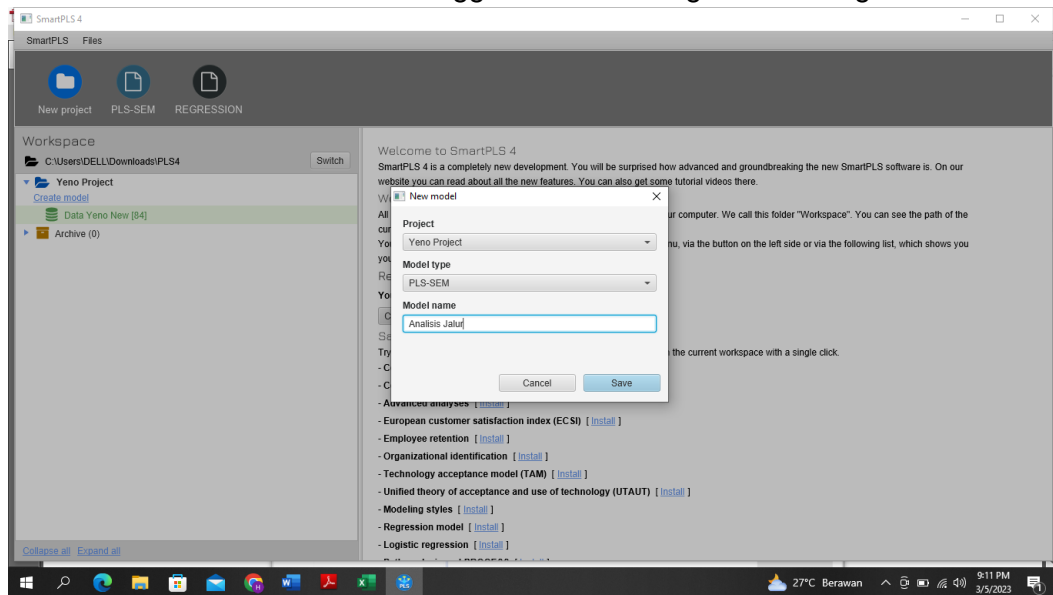 SmartPLS 4
SmartPLS Files
New project PLS-SEM REGRESSION
Workspace
C:\Users\DELL\Downloads\PLS4 Switch
Yeno Project
Create model
Data Yeno New [84]
Archive (0)
Collapse all Expand all
Welcome to SmartPLS 4
SmartPLS 4 is a completely new development. You will be surprised how advanced and groundbreaking the new SmartPLS software is. On our
website you can read about all the new features. You can also get some tutorial videos there.
All
ur computer. We call this folder "Workspace". You can see the path of the
nu, via the button on the left side or via the following list, which shows you
New model
Project
Yeno Project
Model type
PLS-SEM
Model name
Analisis Jalur
Cancel Save
the current workspace with a single click.
- Advanced analyses [ Install ]
- European customer satisfaction index (ECSI) [ Install ]
- Employee retention [ Install ]
- Organizational identification [ Install ]
- Technology acceptance model (TAM) [ Install ]
- Unified theory of acceptance and use of technology (UTAUT) [ Install ]
- Modeling styles [ Install ]
- Regression model [ Install ]
- Logistic regression [ Install ]
27°C Berawan
9:11 PM
3/5/2023